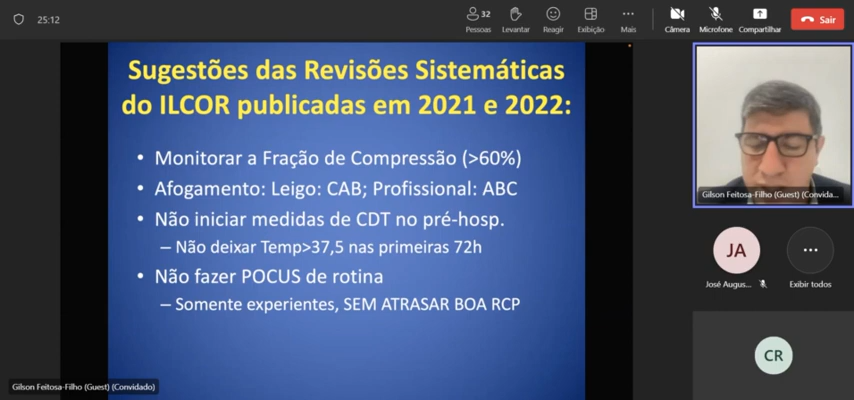 25:12
32
Pessoas
Levantar
Reagir
Exibição
Mais
Câmera
Microfone
Compartilhar
Sair
Sugestões das Revisões Sistemáticas
do ILCOR publicadas em 2021 e 2022:
• Monitorar a Fração de Compressão (>60%)
• Afogamento: Leigo: CAB; Profissional: ABC
• Não iniciar medidas de CDT no pré-hosp.
– Não deixar Temp>37,5 nas primeiras 72h
• Não fazer POCUS de rotina
– Somente experientes, SEM ATRASAR BOA RCP
Gilson Feitosa-Filho (Guest) (Convidado)
Gilson Feitosa-Filho (Guest) (Convida...
JA
José Augus...
Exibir todos
CR